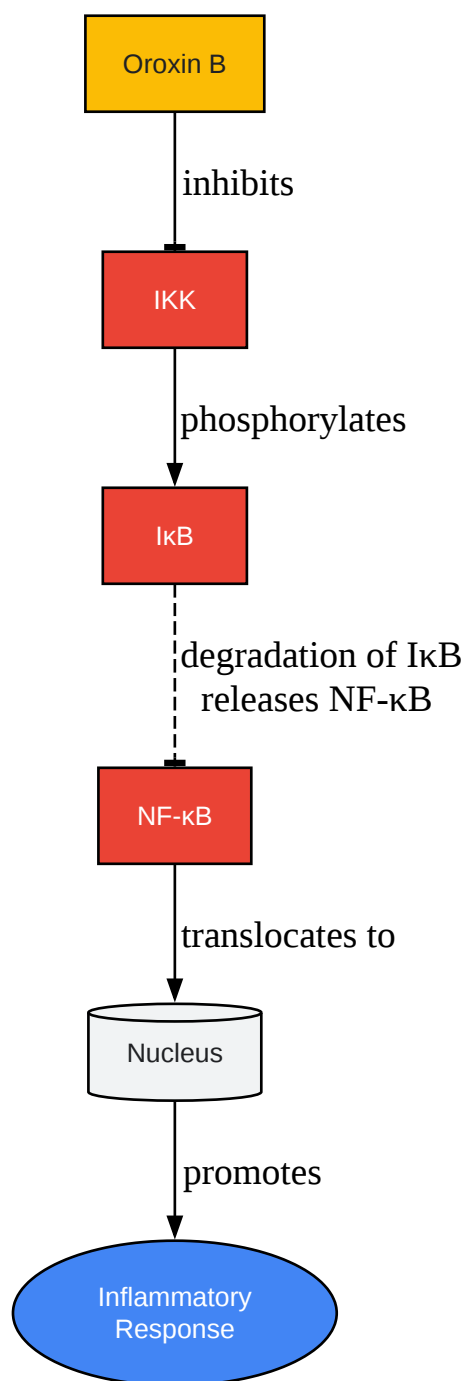 Oroxin B
inhibits
IKK
phosphorylates
IκB
degradation of IκB
releases NF-κB
NF-κB
translocates to
Nucleus
promotes
Inflammatory
Response